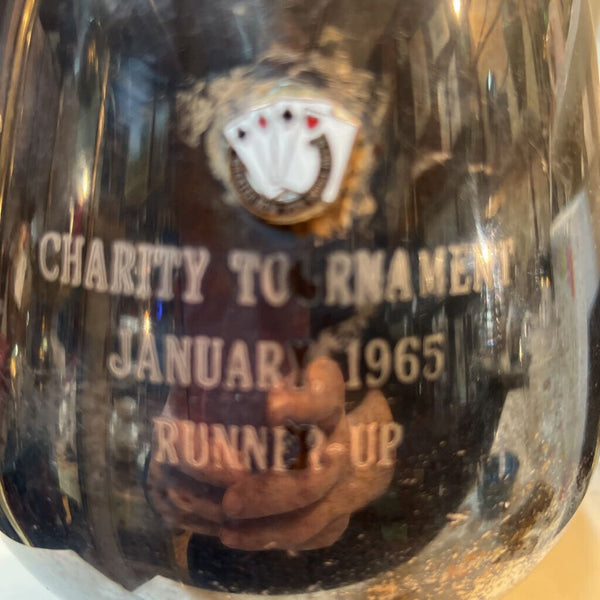 CHARITY TOURNAMENT
JANUARY, 1965
RUNNER-UP